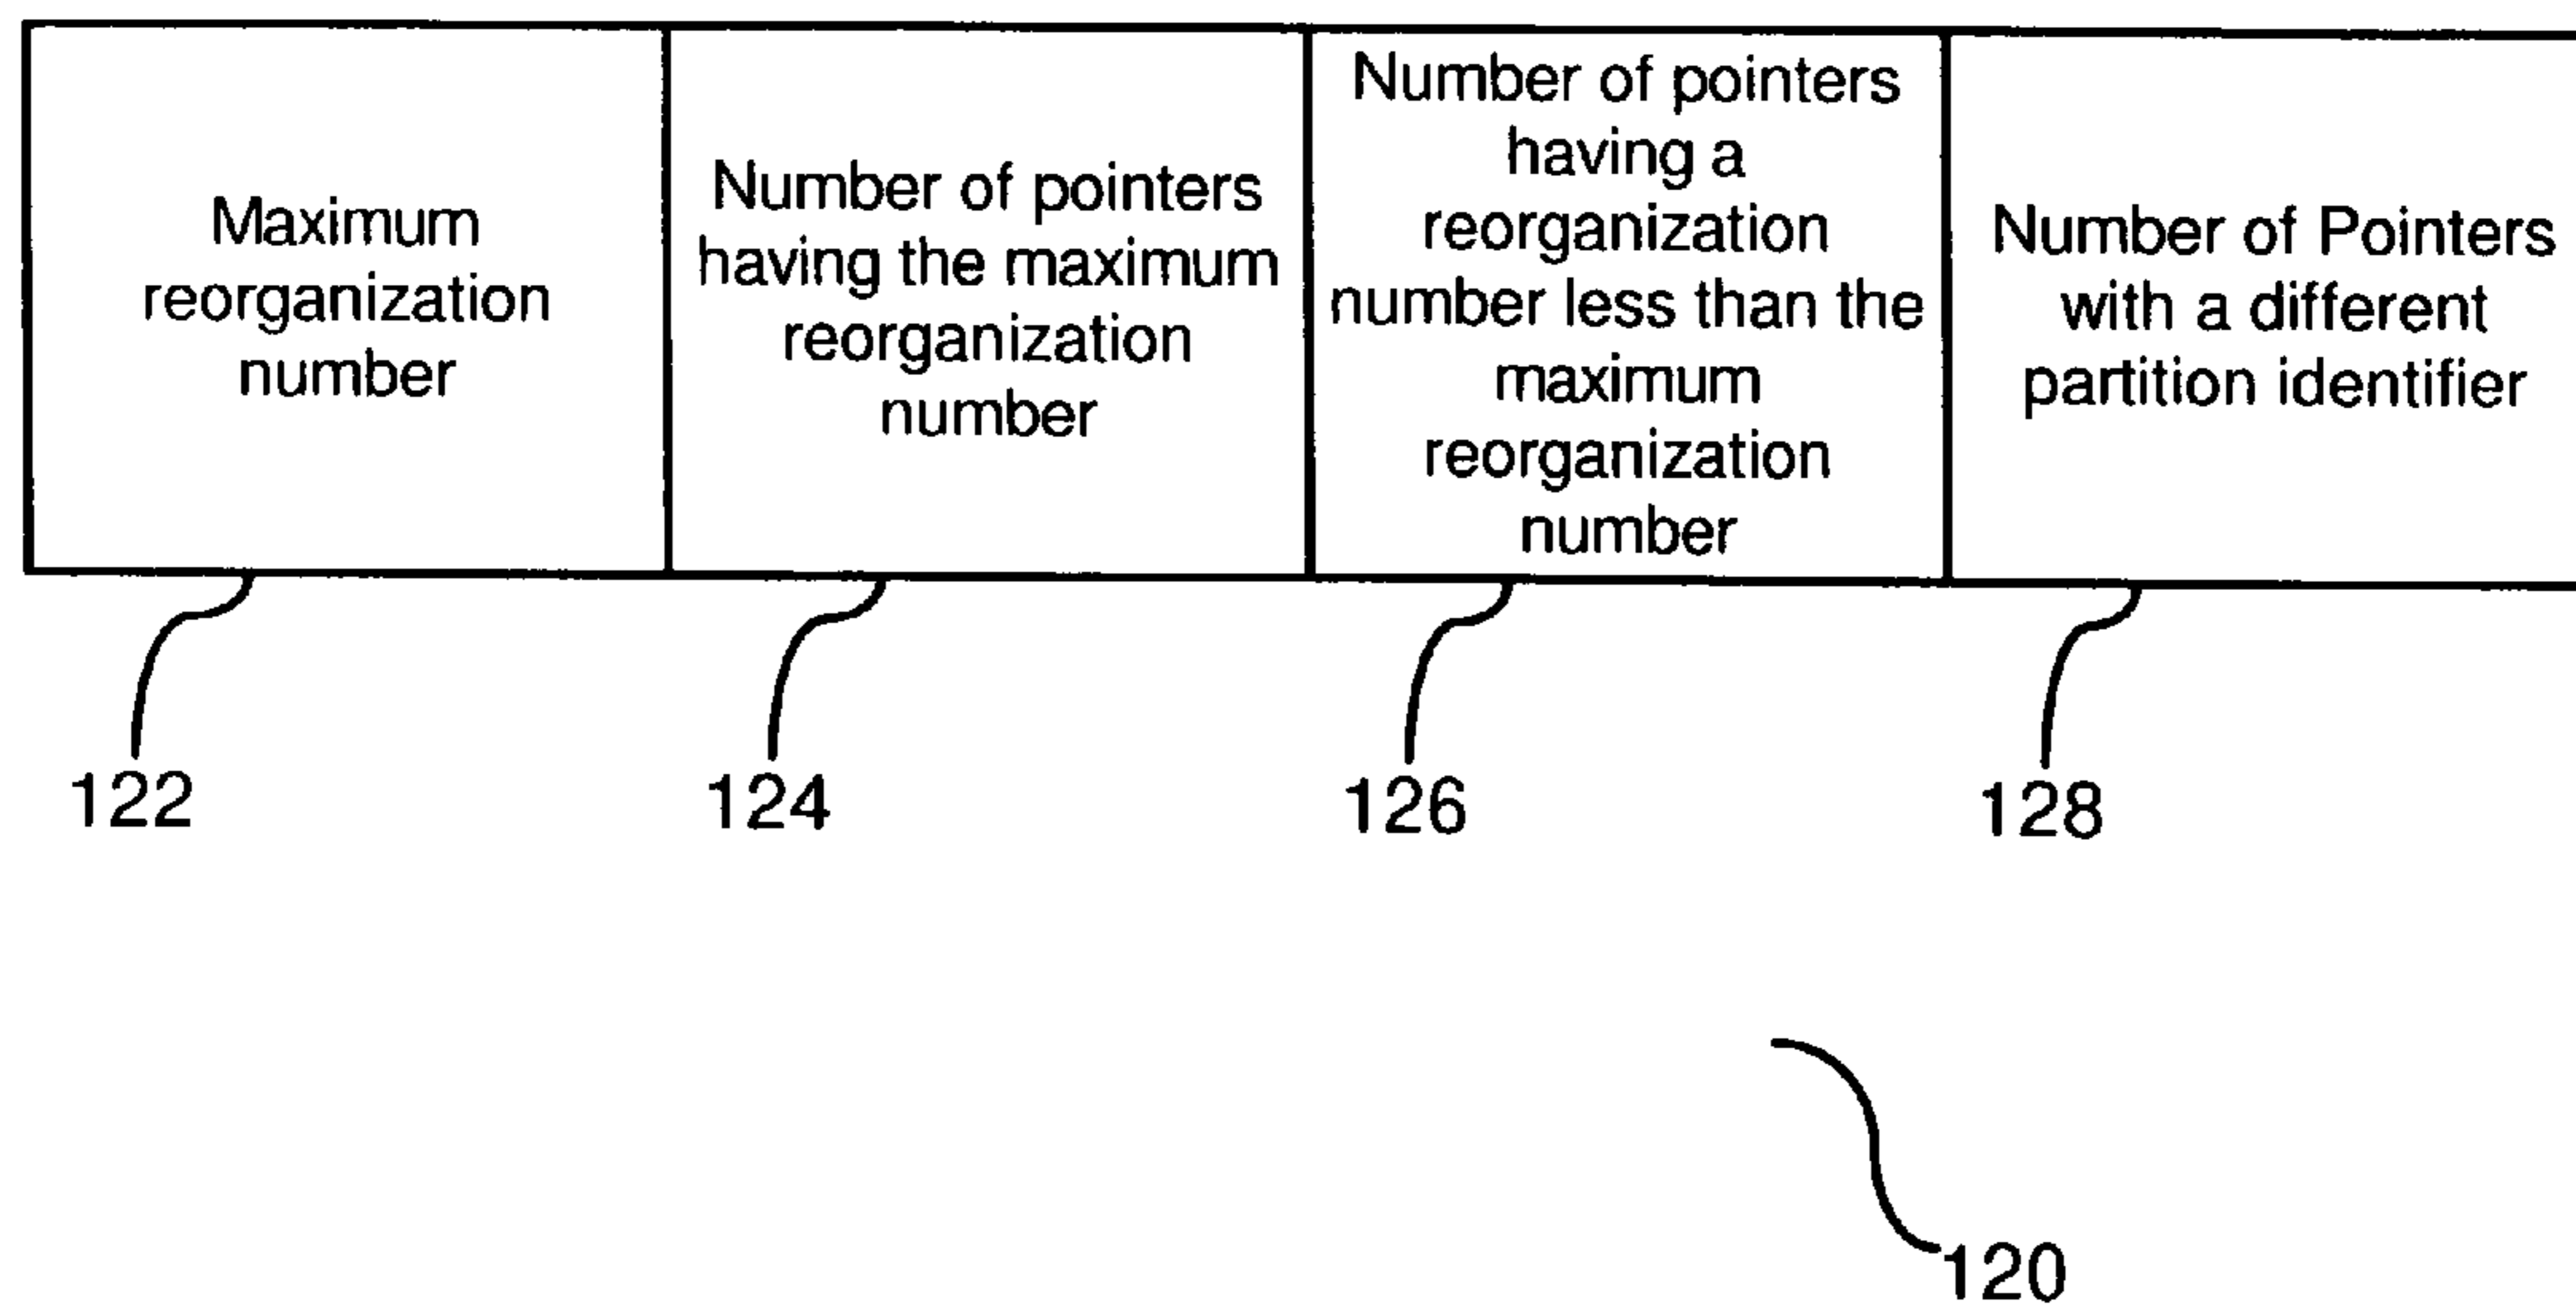 Maximum
reorganization
number
Number of pointers
having the maximum
reorganization
number
Number of pointers
having a
reorganization
number less than the
maximum
reorganization
number
Number of Pointers
with a different
partition identifier
122
124
126
128
120